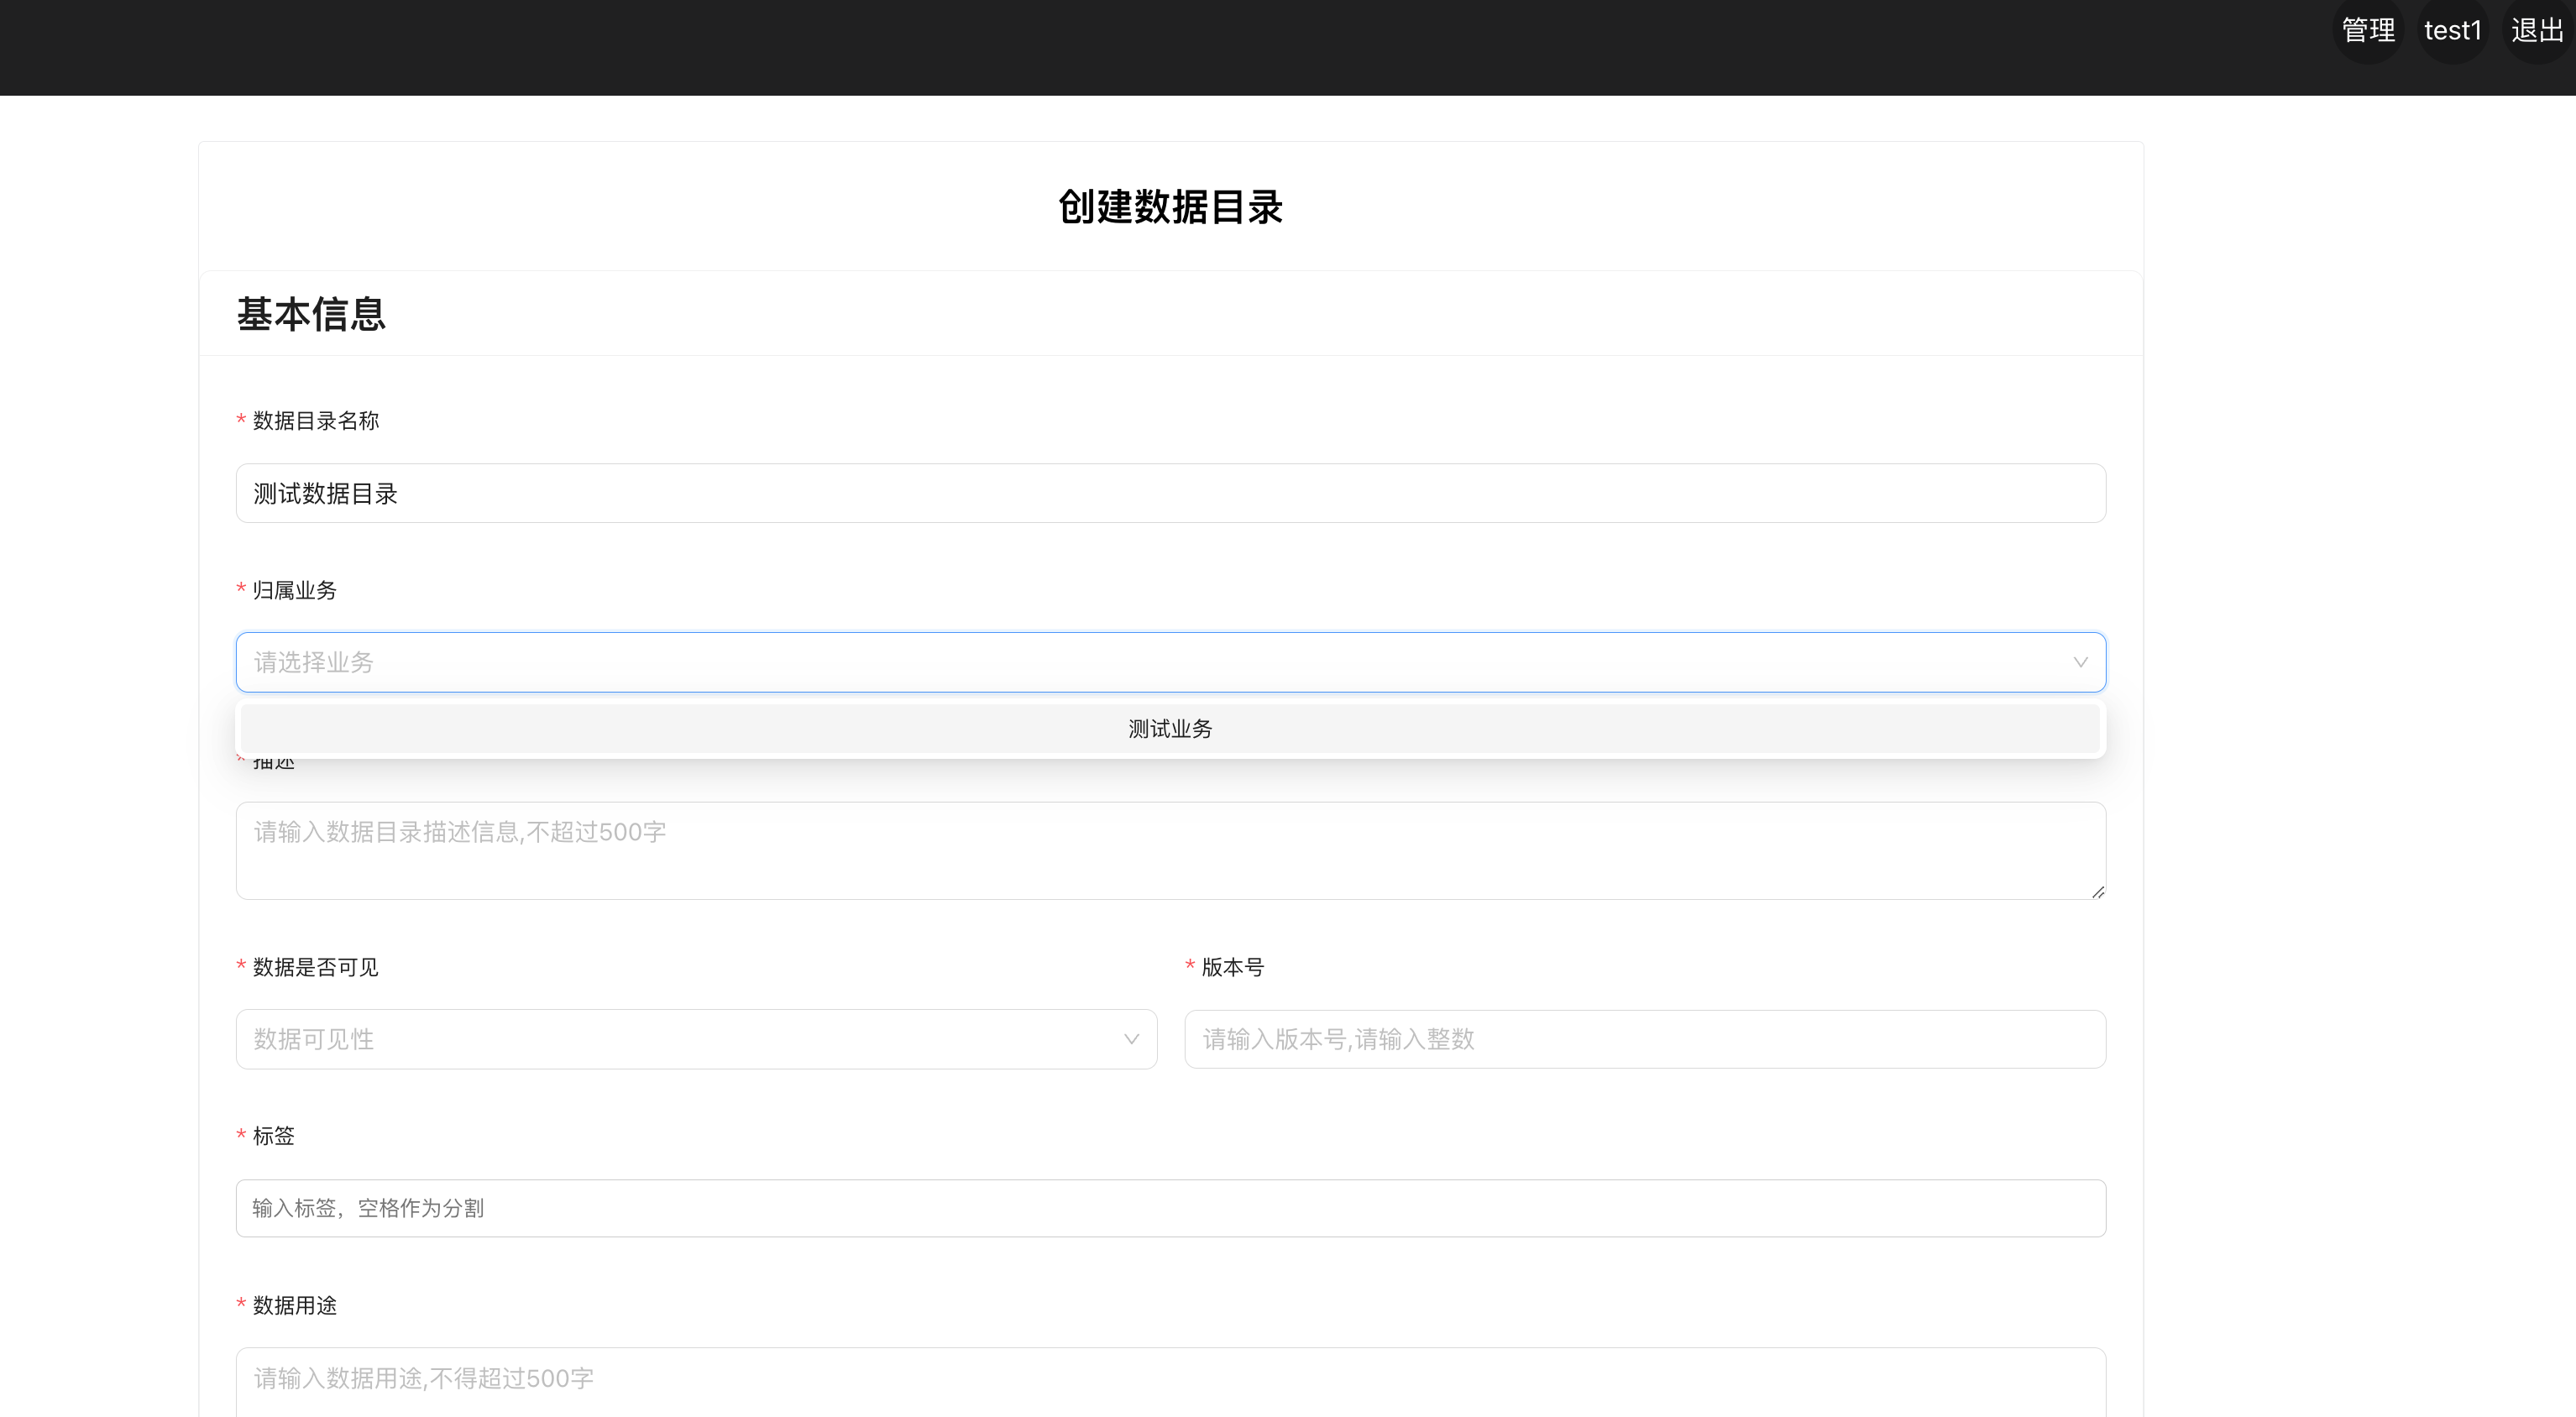 管理 test1 退出
创建数据目录
基本信息
* 数据目录名称
测试数据目录
* 归属业务
请选择业务
测试业务
* 描述
请输入数据目录描述信息,不超过500字
* 数据是否可见 * 版本号
数据可见性 请输入版本号,请输入整数
* 标签
输入标签，空格作为分割
* 数据用途
请输入数据用途,不得超过500字